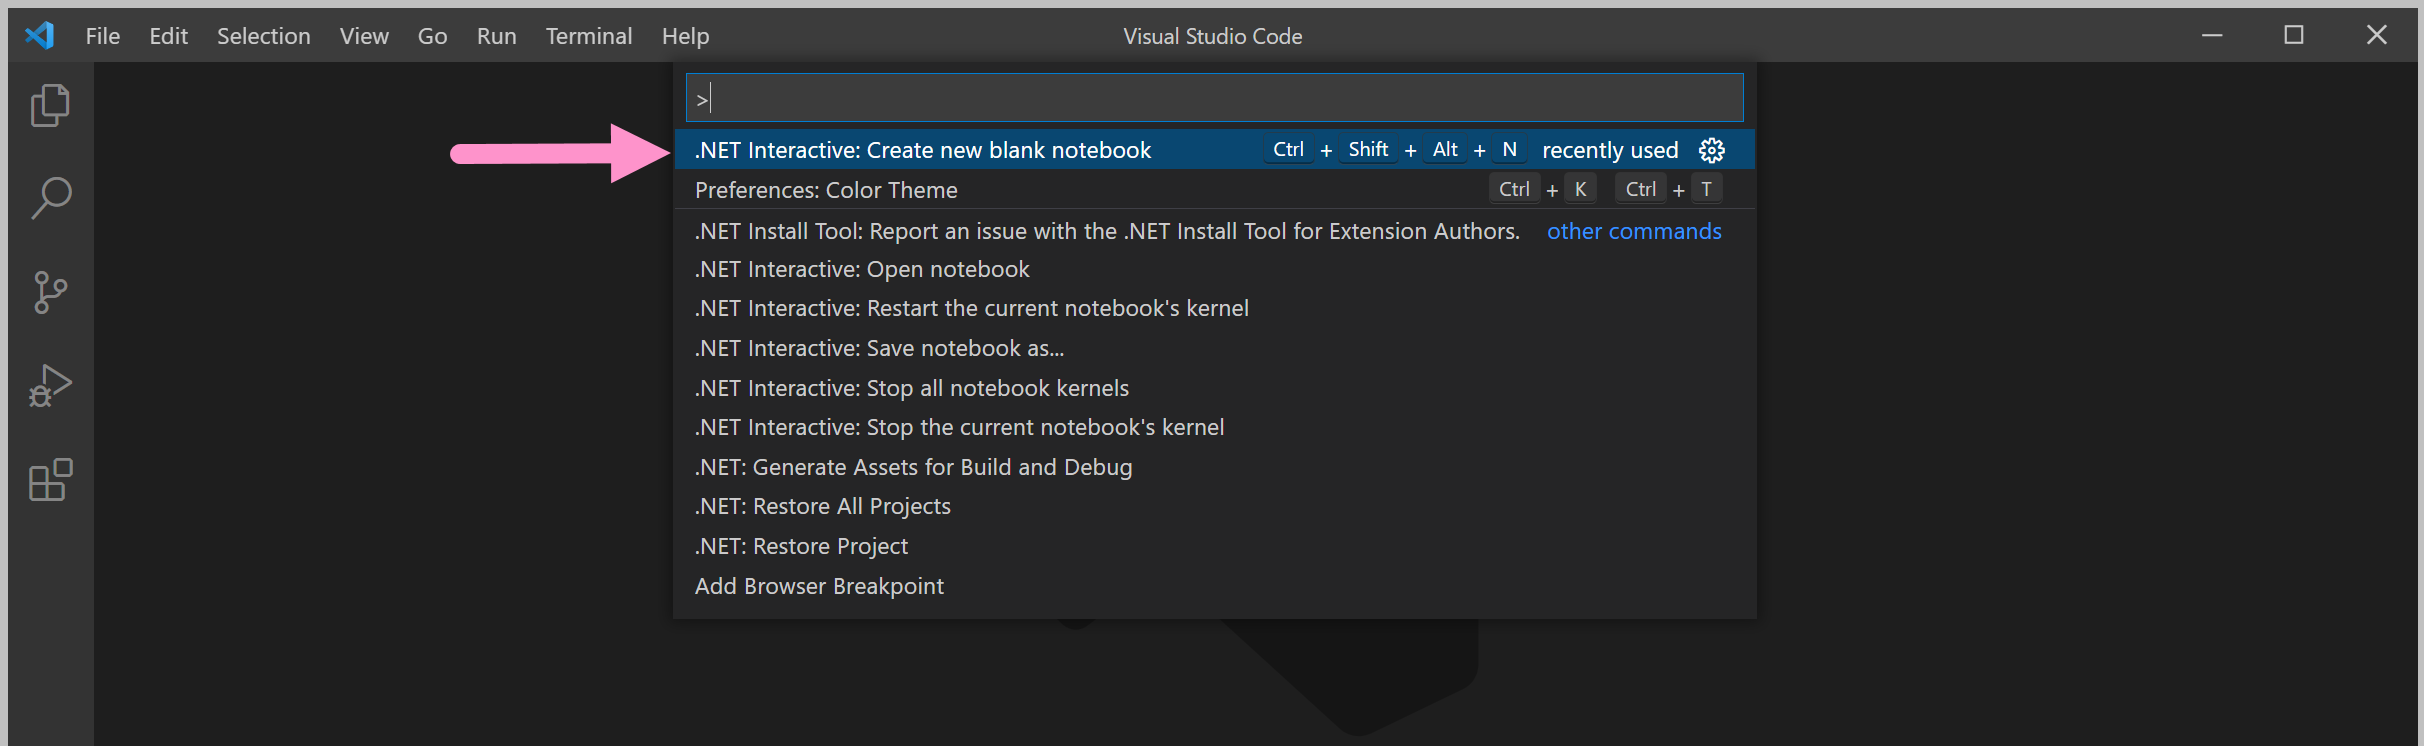 File Edit Selection View Go Run Terminal Help Visual Studio Code
>
.NET Interactive: Create new blank notebook Ctrl + Shift + Alt + N recently used
Preferences: Color Theme Ctrl + K Ctrl + T
.NET Install Tool: Report an issue with the .NET Install Tool for Extension Authors. other commands
.NET Interactive: Open notebook
.NET Interactive: Restart the current notebook's kernel
.NET Interactive: Save notebook as...
.NET Interactive: Stop all notebook kernels
.NET Interactive: Stop the current notebook's kernel
.NET: Generate Assets for Build and Debug
.NET: Restore All Projects
.NET: Restore Project
Add Browser Breakpoint